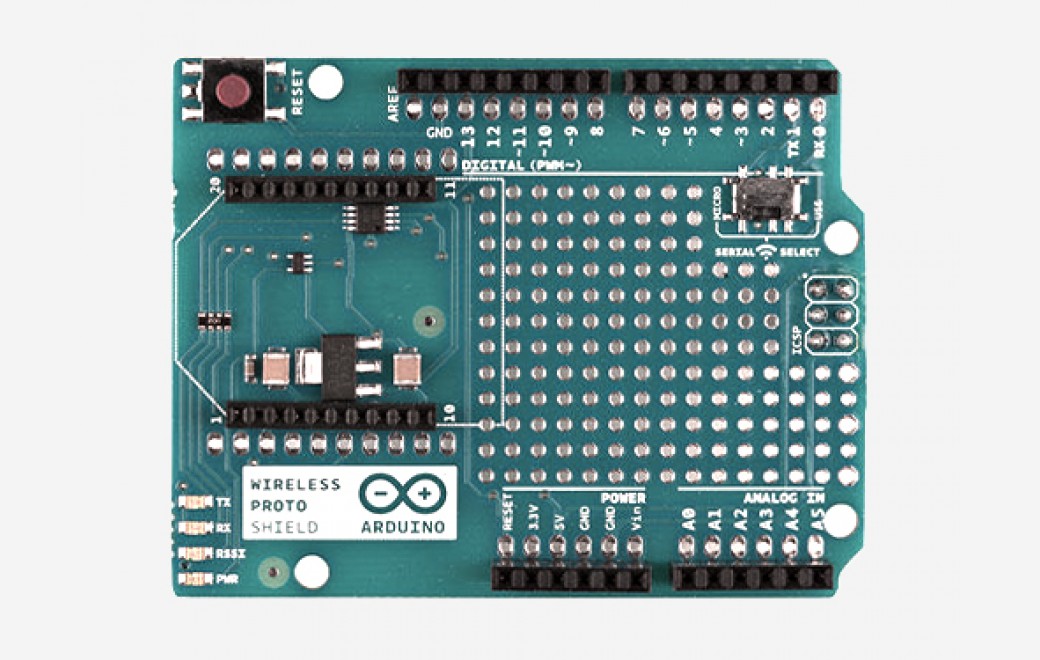 RESET
AREF
GND
13
12
~11
~10
~9
8
7
~6
~5
4
~3
2
TX 1
RX 0
DIGITAL (PWM~)
20
11
MICRO
USB
SERIAL SELECT
ICSP
1
10
WIRELESS
PROTO
SHIELD
ARDUINO
TX
RX
RSSI
PWR
POWER
RESET
3.3V
5V
GND
GND
Vin
ANALOG IN
A0
A1
A2
A3
A4
A5